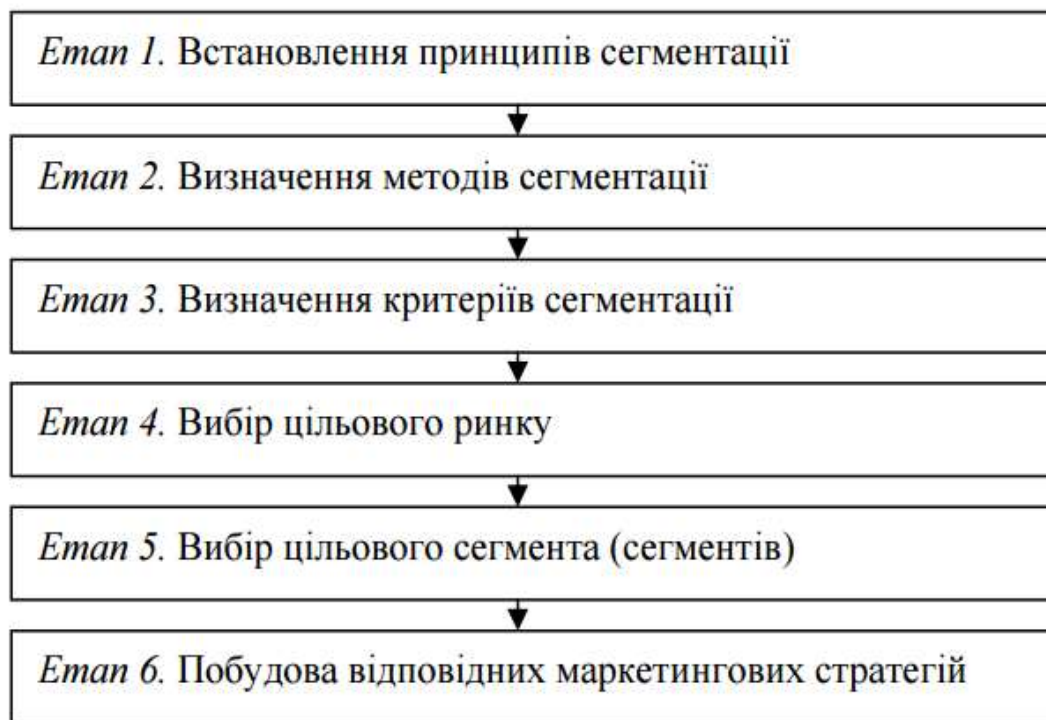 Етап 1. Встановлення принципів сегментації
Етап 2. Визначення методів сегментації
Етап 3. Визначення критеріїв сегментації
Етап 4. Вибір цільового ринку
Етап 5. Вибір цільового сегмента (сегментів)
Етап 6. Побудова відповідних маркетингових стратегій